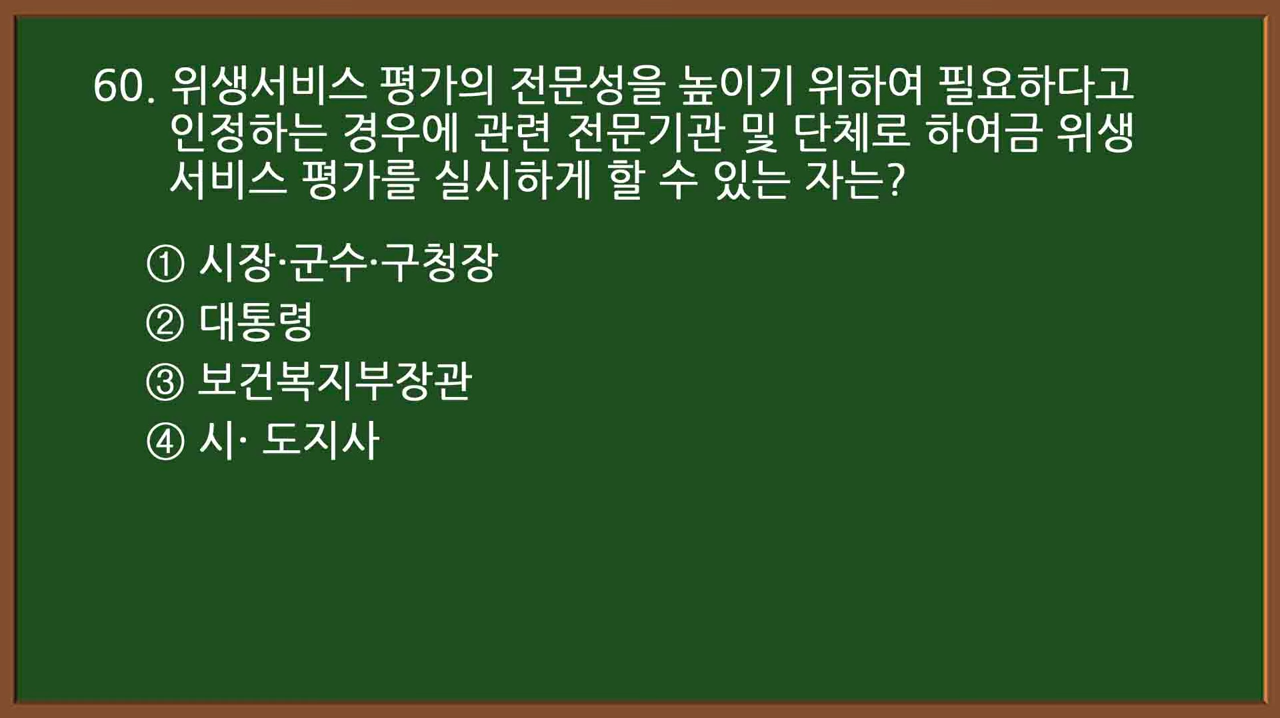 60. 위생서비스 평가의 전문성을 높이기 위하여 필요하다고
인정하는 경우에 관련 전문기관 및 단체로 하여금 위생
서비스 평가를 실시하게 할 수 있는 자는?
① 시장·군수·구청장
② 대통령
③ 보건복지부장관
④ 시· 도지사